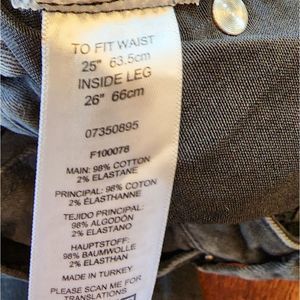 TO FIT WAIST
25" 63.5cm
INSIDE LEG
26" 66cm
07350895
F100078
MAIN: 98% COTTON
2% ELASTANE
PRINCIPAL: 98% COTON
2% ÉLASTHANNE
TEJIDO PRINCIPAL:
98% ALGODÓN
2% ELASTANO
HAUPTSTOFF:
98% BAUMWOLLE
2% ELASTHAN
MADE IN TURKEY
PLEASE SCAN ME FOR
TRANSLATIONS